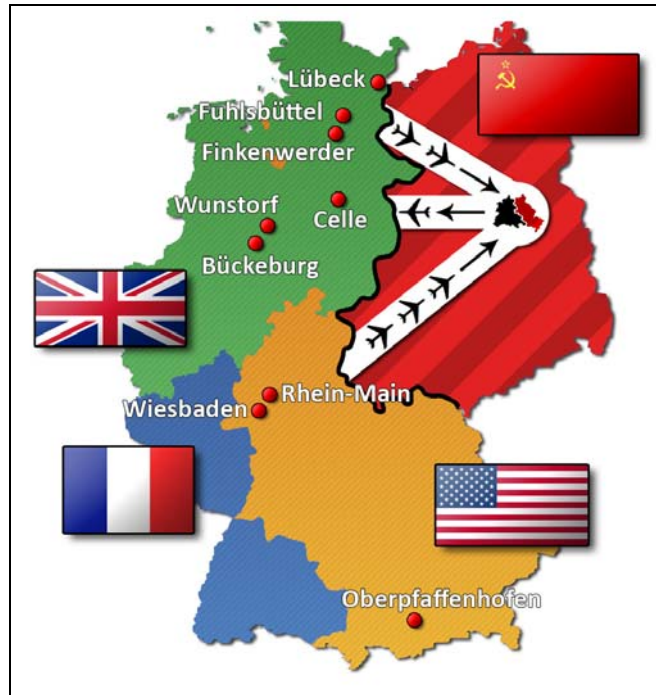 Lübeck
Fuhlsbüttel
Finkenwerder
Wunstorf
Celle
Bückeburg
Rhein-Main
Wiesbaden
Oberpfaffenhofen